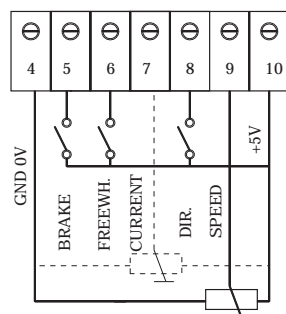 4 5 6 7 8 9 10
GND 0V
BRAKE
FREEWH.
CURRENT
DIR.
SPEED
+5V